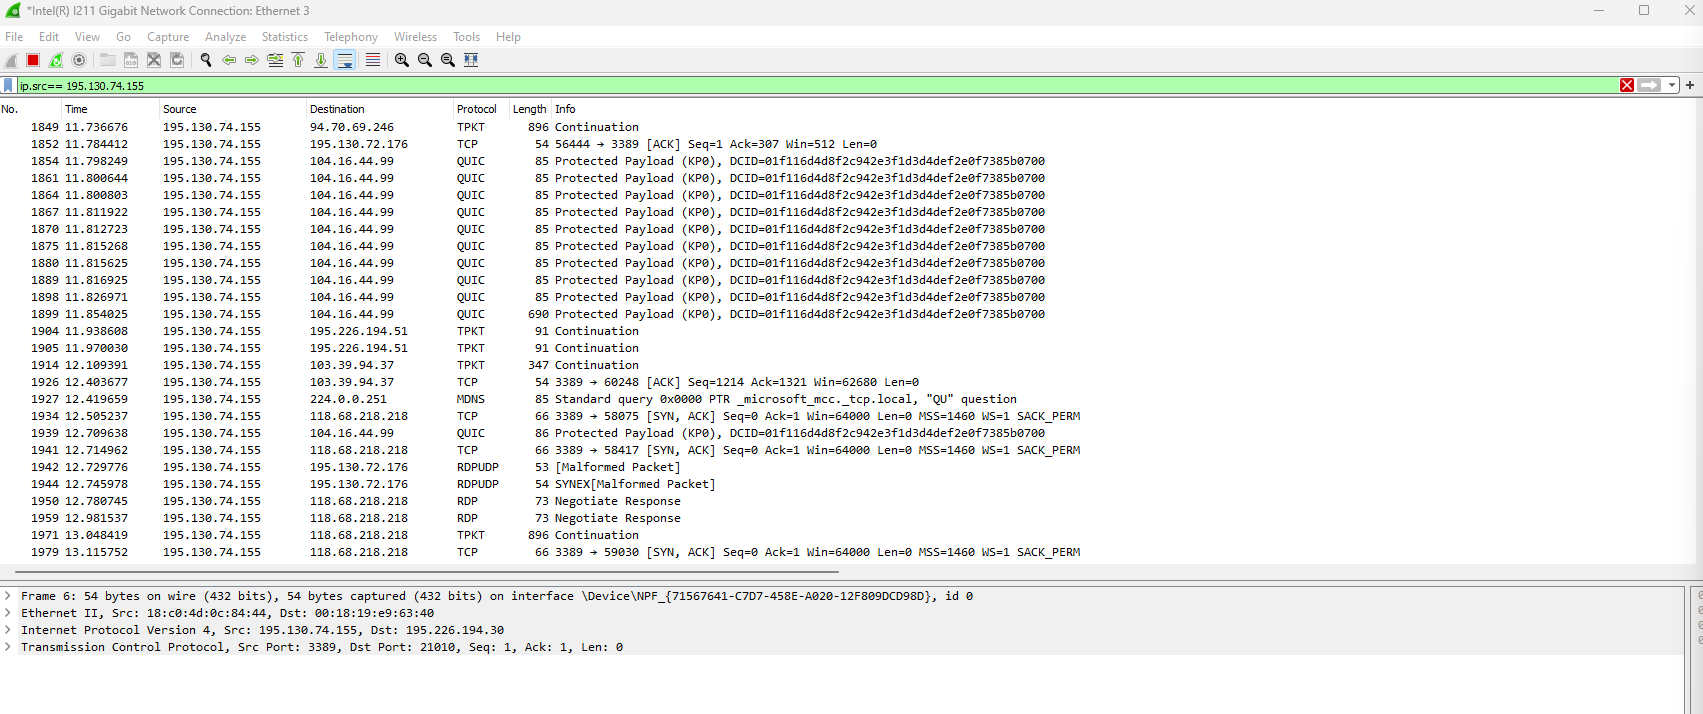 *Intel(R) I211 Gigabit Network Connection: Ethernet 3
File Edit View Go Capture Analyze Statistics Telephony Wireless Tools Help
ip.src== 195.130.74.155
No. Time Source Destination Protocol Length Info
1849 11.736676 195.130.74.155 94.70.69.246 TPKT 896 Continuation
1852 11.784412 195.130.74.155 195.130.72.176 TCP 54 56444 → 3389 [ACK] Seq=1 Ack=307 Win=512 Len=0
1854 11.798249 195.130.74.155 104.16.44.99 QUIC 85 Protected Payload (KP0), DCID=01f116d4d8f2c942e3f1d3d4def2e0f7385b0700
1861 11.800644 195.130.74.155 104.16.44.99 QUIC 85 Protected Payload (KP0), DCID=01f116d4d8f2c942e3f1d3d4def2e0f7385b0700
1864 11.800803 195.130.74.155 104.16.44.99 QUIC 85 Protected Payload (KP0), DCID=01f116d4d8f2c942e3f1d3d4def2e0f7385b0700
1867 11.811922 195.130.74.155 104.16.44.99 QUIC 85 Protected Payload (KP0), DCID=01f116d4d8f2c942e3f1d3d4def2e0f7385b0700
1870 11.812723 195.130.74.155 104.16.44.99 QUIC 85 Protected Payload (KP0), DCID=01f116d4d8f2c942e3f1d3d4def2e0f7385b0700
1875 11.815268 195.130.74.155 104.16.44.99 QUIC 85 Protected Payload (KP0), DCID=01f116d4d8f2c942e3f1d3d4def2e0f7385b0700
1880 11.815625 195.130.74.155 104.16.44.99 QUIC 85 Protected Payload (KP0), DCID=01f116d4d8f2c942e3f1d3d4def2e0f7385b0700
1889 11.816925 195.130.74.155 104.16.44.99 QUIC 85 Protected Payload (KP0), DCID=01f116d4d8f2c942e3f1d3d4def2e0f7385b0700
1898 11.826971 195.130.74.155 104.16.44.99 QUIC 85 Protected Payload (KP0), DCID=01f116d4d8f2c942e3f1d3d4def2e0f7385b0700
1899 11.854025 195.130.74.155 104.16.44.99 QUIC 690 Protected Payload (KP0), DCID=01f116d4d8f2c942e3f1d3d4def2e0f7385b0700
1904 11.938608 195.130.74.155 195.226.194.51 TPKT 91 Continuation
1905 11.970030 195.130.74.155 195.226.194.51 TPKT 91 Continuation
1914 12.109391 195.130.74.155 103.39.94.37 TPKT 347 Continuation
1926 12.403677 195.130.74.155 103.39.94.37 TCP 54 3389 → 60248 [ACK] Seq=1214 Ack=1321 Win=62680 Len=0
1927 12.419659 195.130.74.155 224.0.0.251 MDNS 85 Standard query 0x0000 PTR _microsoft_mcc._tcp.local, "QU" question
1934 12.505237 195.130.74.155 118.68.218.218 TCP 66 3389 → 58075 [SYN, ACK] Seq=0 Ack=1 Win=64000 Len=0 MSS=1460 WS=1 SACK_PERM
1939 12.709638 195.130.74.155 104.16.44.99 QUIC 86 Protected Payload (KP0), DCID=01f116d4d8f2c942e3f1d3d4def2e0f7385b0700
1941 12.714962 195.130.74.155 118.68.218.218 TCP 66 3389 → 58417 [SYN, ACK] Seq=0 Ack=1 Win=64000 Len=0 MSS=1460 WS=1 SACK_PERM
1942 12.729776 195.130.74.155 195.130.72.176 RDPUDP 53 [Malformed Packet]
1944 12.745978 195.130.74.155 195.130.72.176 RDPUDP 54 SYNEX[Malformed Packet]
1950 12.780745 195.130.74.155 118.68.218.218 RDP 73 Negotiate Response
1959 12.981537 195.130.74.155 118.68.218.218 RDP 73 Negotiate Response
1971 13.048419 195.130.74.155 118.68.218.218 TPKT 896 Continuation
1979 13.115752 195.130.74.155 118.68.218.218 TCP 66 3389 → 59030 [SYN, ACK] Seq=0 Ack=1 Win=64000 Len=0 MSS=1460 WS=1 SACK_PERM
Frame 6: 54 bytes on wire (432 bits), 54 bytes captured (432 bits) on interface \Device\NPF_{71567641-C7D7-458E-A020-12F809DCD98D}, id 0
Ethernet II, Src: 18:c0:4d:0c:84:44, Dst: 00:18:19:e9:63:40
Internet Protocol Version 4, Src: 195.130.74.155, Dst: 195.226.194.30
Transmission Control Protocol, Src Port: 3389, Dst Port: 21010, Seq: 1, Ack: 1, Len: 0